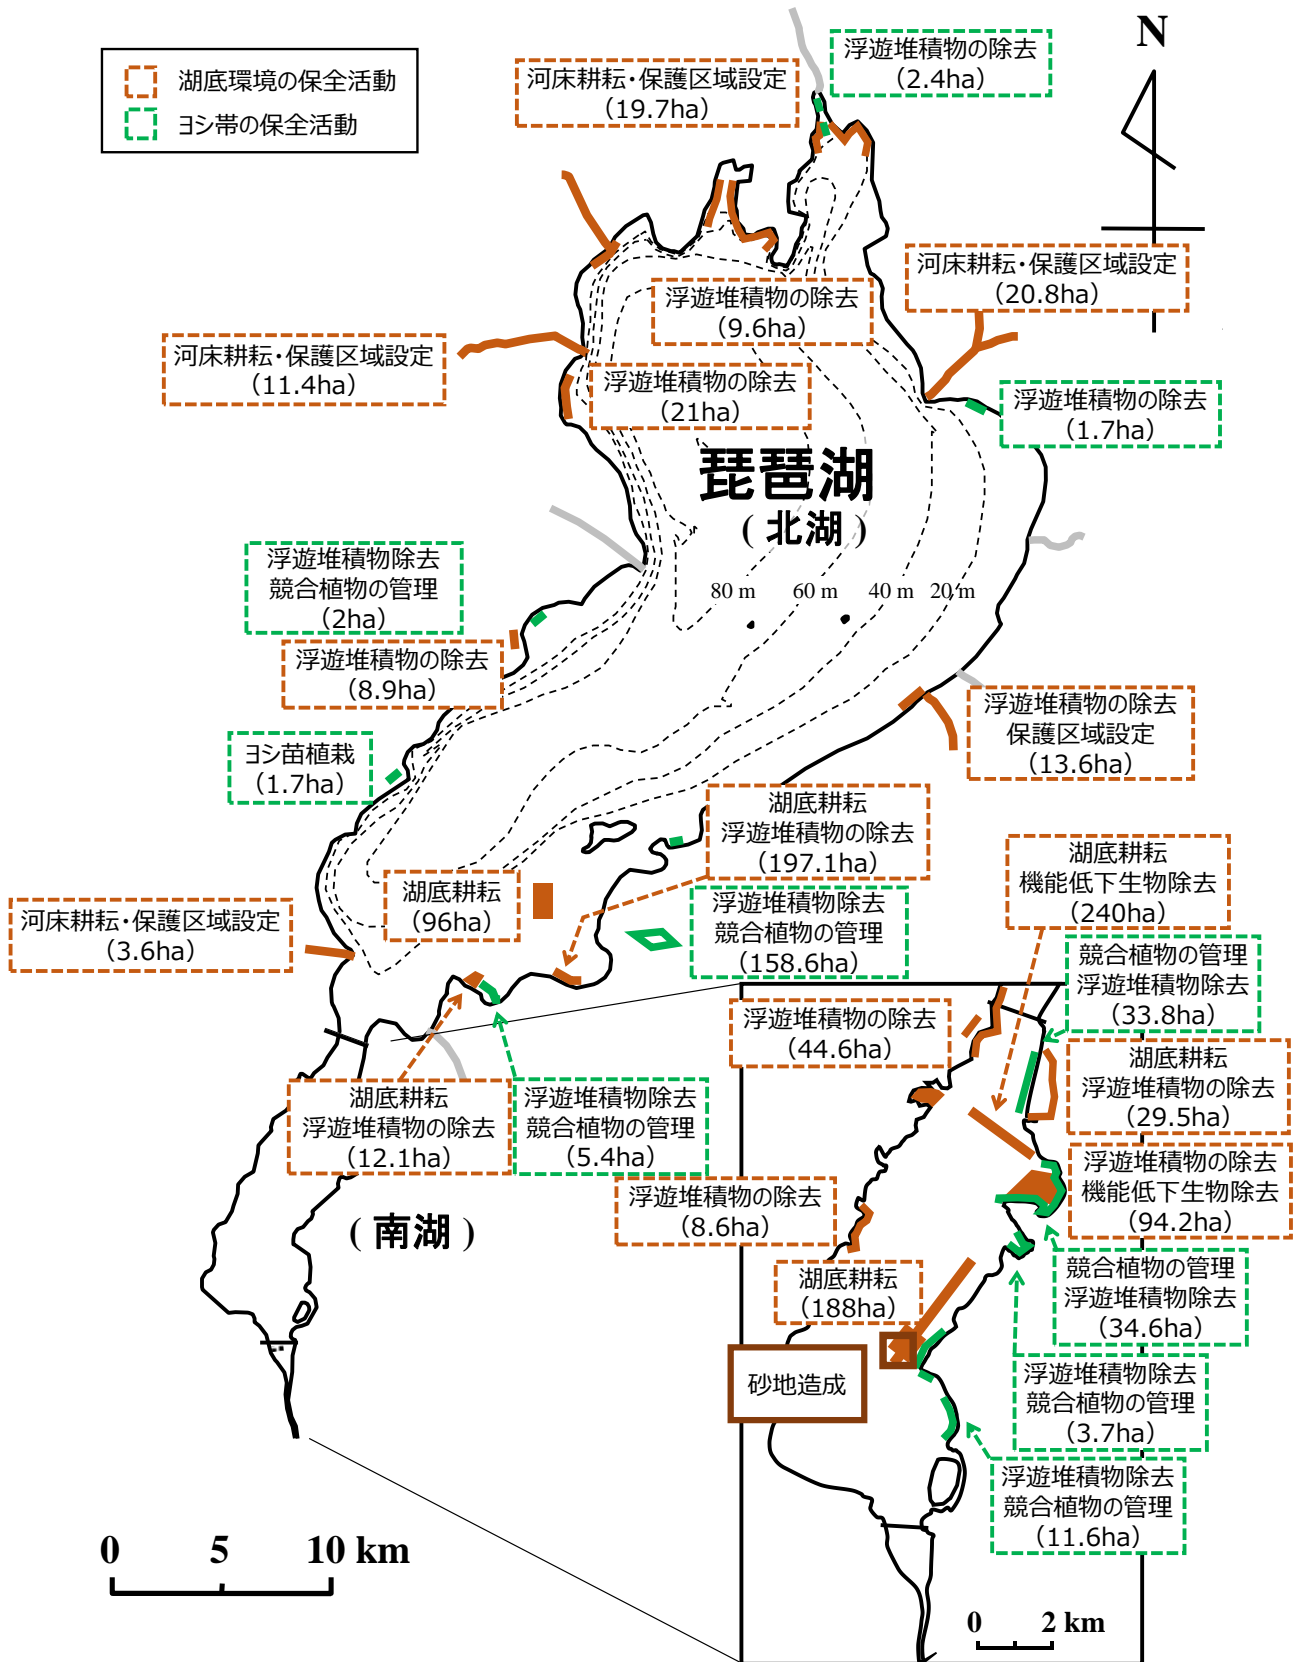 湖底環境の保全活動
ヨシ帯の保全活動
河床耕耘・保護区域設定
（19.7ha）
浮遊堆積物の除去
（2.4ha）
N
河床耕耘・保護区域設定
（20.8ha）
浮遊堆積物の除去
（9.6ha）
河床耕耘・保護区域設定
（11.4ha）
浮遊堆積物の除去
（21ha）
浮遊堆積物の除去
（1.7ha）
琵琶湖
( 北湖 )
80 m
60 m
40 m
20 m
浮遊堆積物除去
競合植物の管理
（2ha）
浮遊堆積物の除去
（8.9ha）
浮遊堆積物の除去
保護区域設定
（13.6ha）
ヨシ苗植栽
（1.7ha）
湖底耕耘
浮遊堆積物の除去
（197.1ha）
湖底耕耘
機能低下生物除去
（240ha）
湖底耕耘
（96ha）
河床耕耘・保護区域設定
（3.6ha）
浮遊堆積物除去
競合植物の管理
（158.6ha）
競合植物の管理
浮遊堆積物除去
（33.8ha）
浮遊堆積物の除去
（44.6ha）
湖底耕耘
浮遊堆積物の除去
（29.5ha）
湖底耕耘
浮遊堆積物の除去
（12.1ha）
浮遊堆積物除去
競合植物の管理
（5.4ha）
浮遊堆積物の除去
機能低下生物除去
（94.2ha）
浮遊堆積物の除去
（8.6ha）
( 南湖 )
湖底耕耘
（188ha）
競合植物の管理
浮遊堆積物除去
（34.6ha）
砂地造成
浮遊堆積物除去
競合植物の管理
（3.7ha）
浮遊堆積物除去
競合植物の管理
（11.6ha）
0 5 10 km
0 2 km